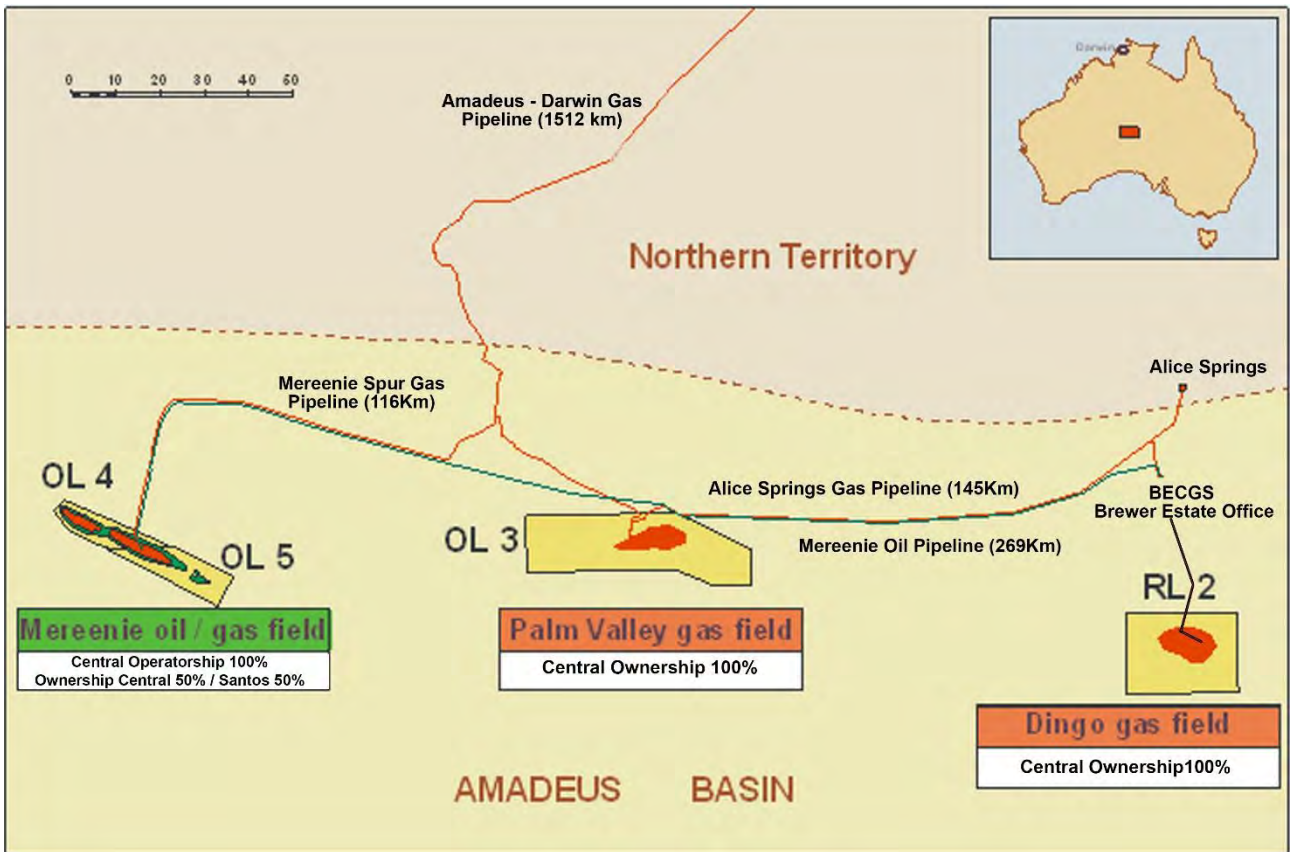 0 10 20 30 40 50
Amadeus - Darwin Gas
Pipeline (1512 km)
Darwin
Northern Territory
Alice Springs
Mereenie Spur Gas
Pipeline (116Km)
OL 4
OL 5
OL 3
Alice Springs Gas Pipeline (145Km)
Mereenie Oil Pipeline (269Km)
BECGS
Brewer Estate Office
RL 2
Mereenie oil / gas field
Central Operatorship 100%
Ownership Central 50% / Santos 50%
Palm Valley gas field
Central Ownership 100%
Dingo gas field
Central Ownership100%
AMADEUS BASIN